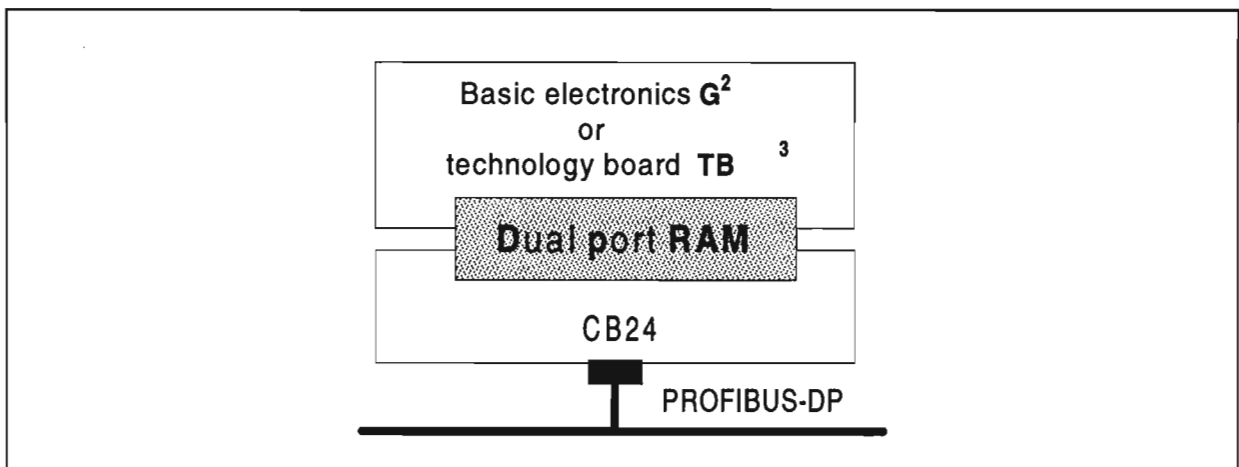 Basic electronics G²
or
technology board TB ³
Dual port RAM
CB24
PROFIBUS-DP